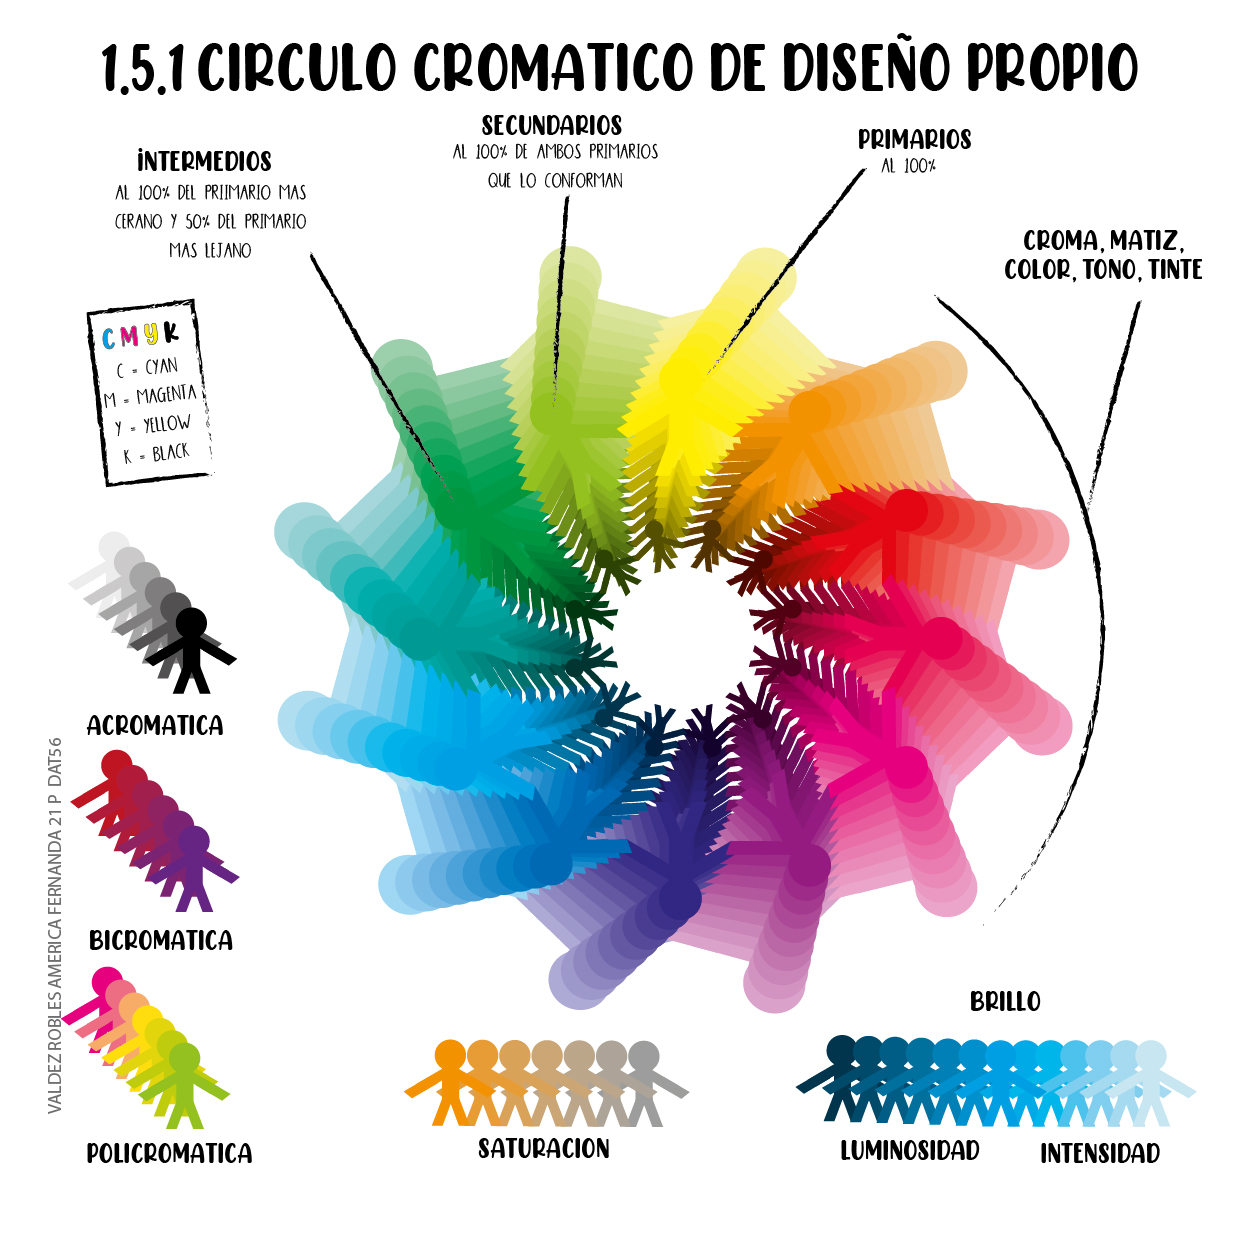 1.5.1 CIRCULO CROMATICO DE DISEÑO PROPIO
SECUNDARIOS
AL 100% DE AMBOS PRIMARIOS
QUE LO CONFORMAN
PRIMARIOS
AL 100%
INTERMEDIOS
AL 100% DEL PRIIMARIO MAS
CERANO Y 50% DEL PRIMARIO
MAS LEJANO
CROMA, MATIZ,
COLOR, TONO, TINTE
CMYK
C = CYAN
M = MAGENTA
Y = YELLOW
K = BLACK
ACROMATICA
BICROMATICA
POLICROMATICA
VALDEZ ROBLES AMERICA FERNANDA 21 P DAT56
SATURACION
BRILLO
LUMINOSIDAD
INTENSIDAD